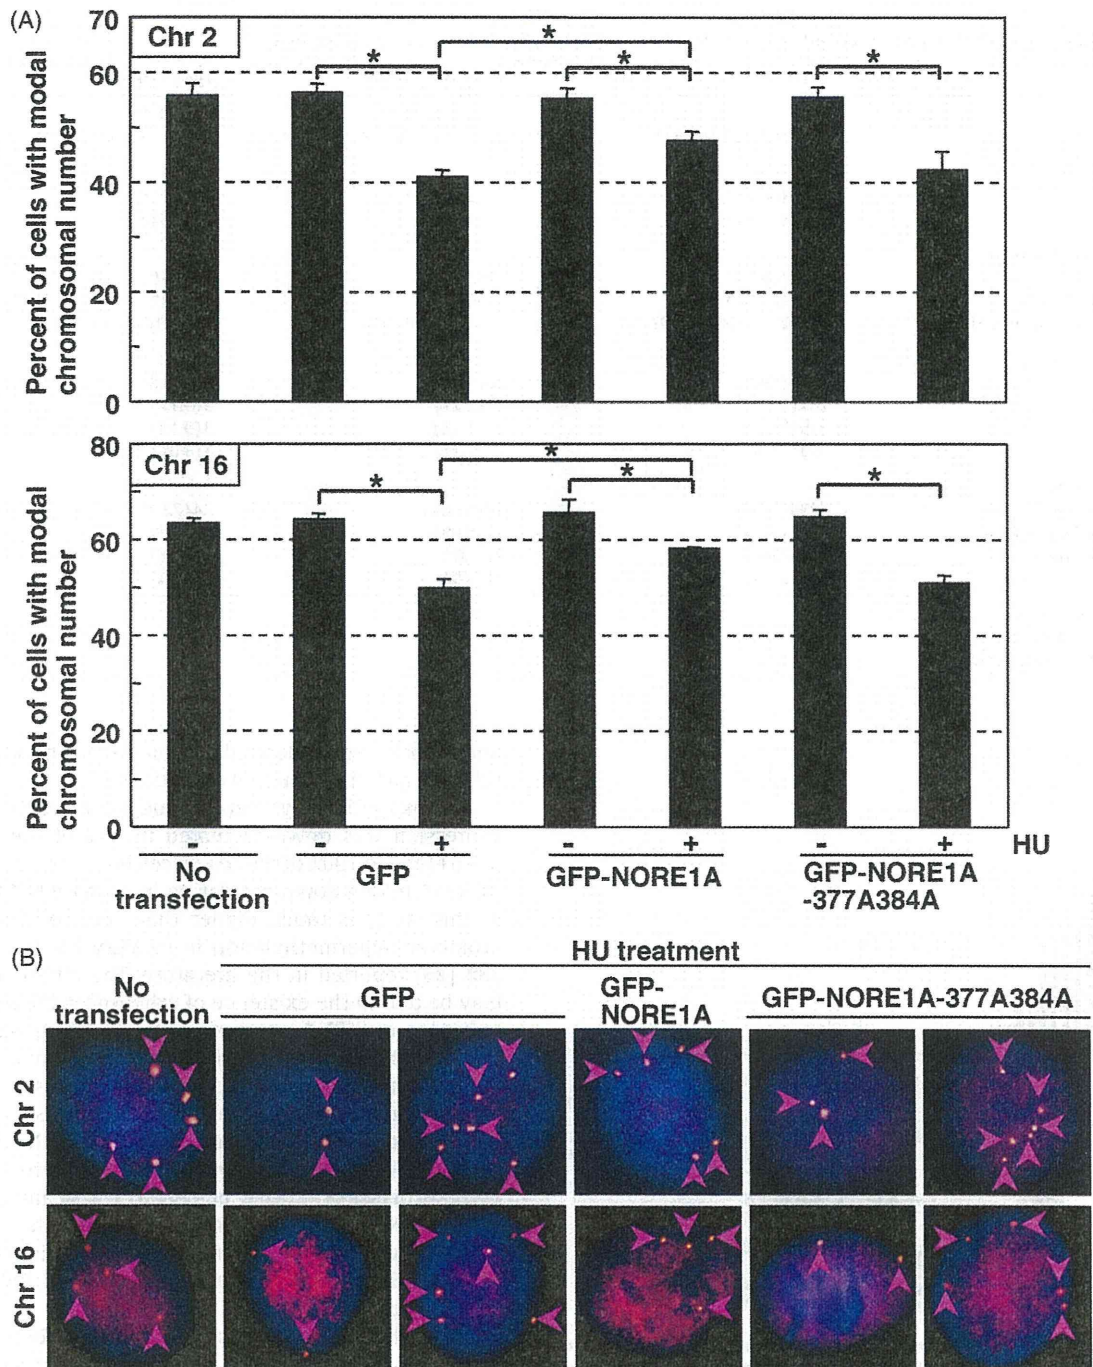 (A)
Chr 2
Percent of cells with modal
chromosomal number
70
60
40
20
0
*
*
*
*
Chr 16
Percent of cells with modal
chromosomal number
80
60
40
20
0
*
*
*
*
- - + - + - + HU
No
transfection
GFP
GFP-NORE1A
GFP-NORE1A
-377A384A
(B)
HU treatment
No
transfection
GFP
GFP-
NORE1A
GFP-NORE1A-377A384A
Chr 2
Chr 16